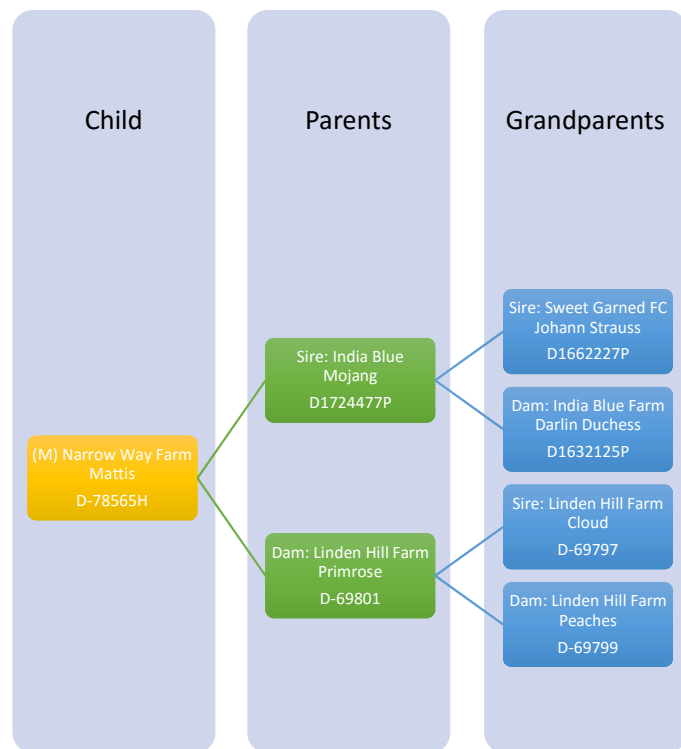 Child
Parents
Grandparents
(M) Narrow Way Farm
Mattis
D-78565H
Sire: India Blue
Mojang
D1724477P
Dam: Linden Hill Farm
Primrose
D-69801
Sire: Sweet Garned FC
Johann Strauss
D1662227P
Dam: India Blue Farm
Darlin Duchess
D1632125P
Sire: Linden Hill Farm
Cloud
D-69797
Dam: Linden Hill Farm
Peaches
D-69799